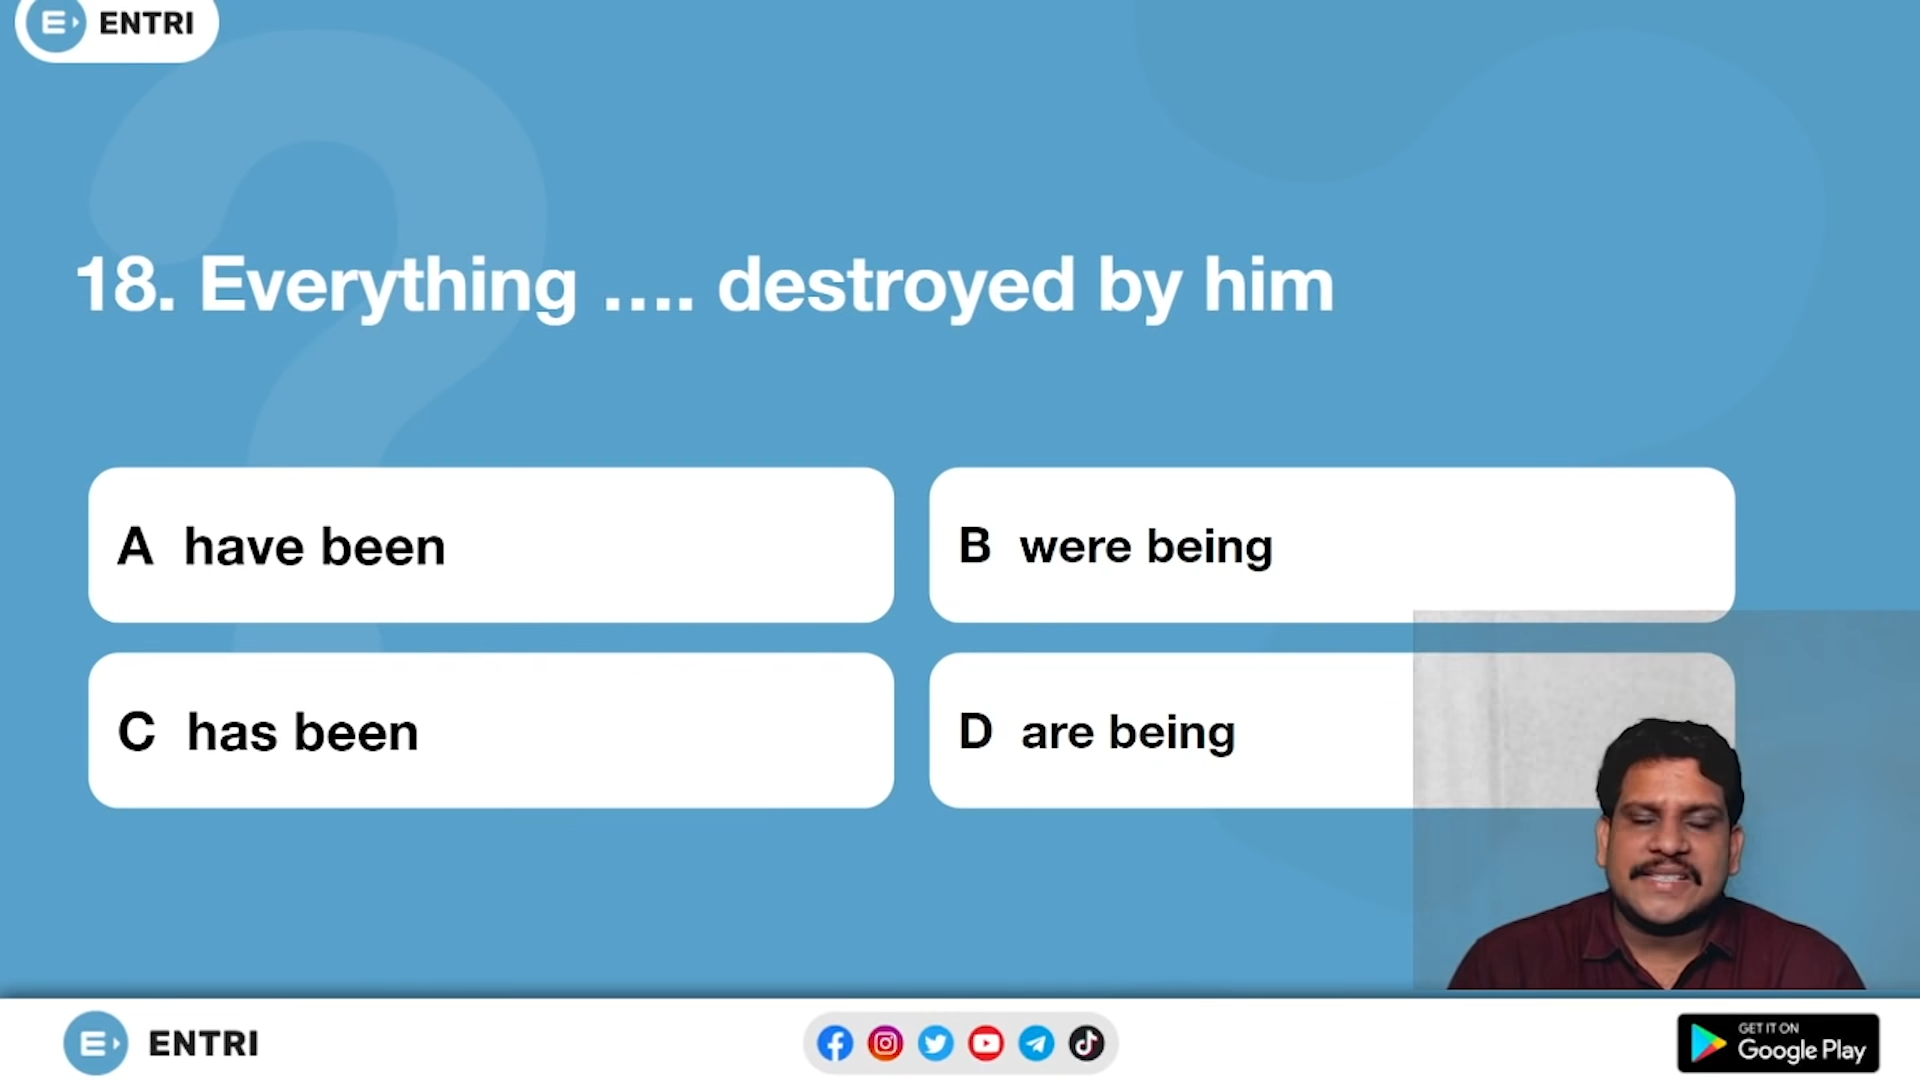 ENTRI
18. Everything .... destroyed by him
A have been
B were being
C has been
D are being
ENTRI
GET IT ON
Google Play